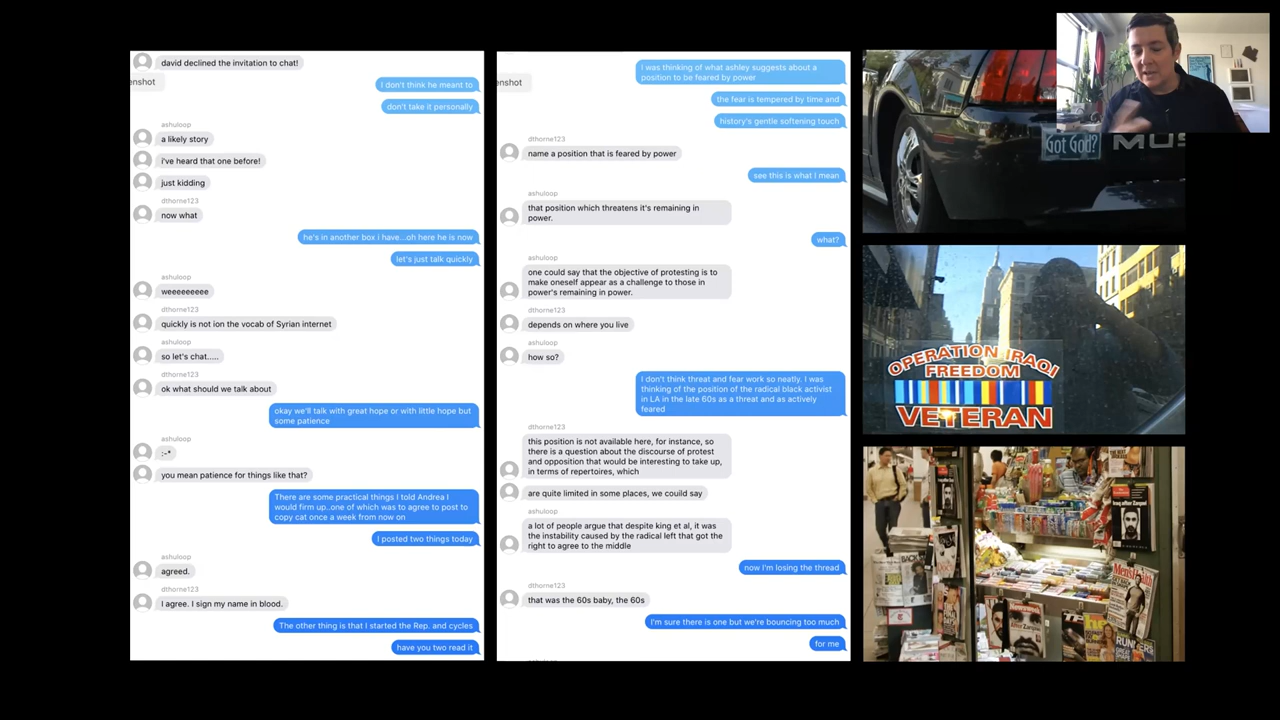 david declined the invitation to chat!
enshot
I don't think he meant to
don't take it personally
ashuloop
a likely story
i've heard that one before!
just kidding
dthorne123
now what
he's in another box i have...oh here he is now
let's just talk quickly
ashuloop
weeeeeeeee
dthorne123
quickly is not ion the vocab of Syrian internet
ashuloop
so let's chat.....
dthorne123
ok what should we talk about
okay we'll talk with great hope or with little hope but
some patience
ashuloop
:-*
you mean patience for things like that?
There are some practical things I told Andrea I
would firm up..one of which was to agree to post to
copy cat once a week from now on
I posted two things today
ashuloop
agreed.
dthorne123
I agree. I sign my name in blood.
The other thing is that I started the Rep. and cycles
have you two read it
I was thinking of what ashley suggests about a
position to be feared by power
enshot
the fear is tempered by time and
history's gentle softening touch
dthorne123
name a position that is feared by power
see this is what I mean
ashuloop
that position which threatens it's remaining in
power.
what?
ashuloop
one could say that the objective of protesting is to
make oneself appear as a challenge to those in
power's remaining in power.
dthorne123
depends on where you live
ashuloop
how so?
I don't think threat and fear work so neatly. I was
thinking of the position of the radical black activist
in LA in the late 60s as a threat and as actively
feared
dthorne123
this position is not available here, for instance, so
there is a question about the discourse of protest
and opposition that would be interesting to take up,
in terms of repertoires, which
are quite limited in some places, we couild say
ashuloop
a lot of people argue that despite king et al, it was
the instability caused by the radical left that got the
right to agree to the middle
now I'm losing the thread
dthorne123
that was the 60s baby, the 60s
I'm sure there is one but we're bouncing too much
for me
Got God?
MUS
OPERATION IRAQI
FREEDOM
VETERAN
Iraq after Zarqawi
Men'sHealth
Newsweek
After Zarqawi
TIME
RUNNER'S